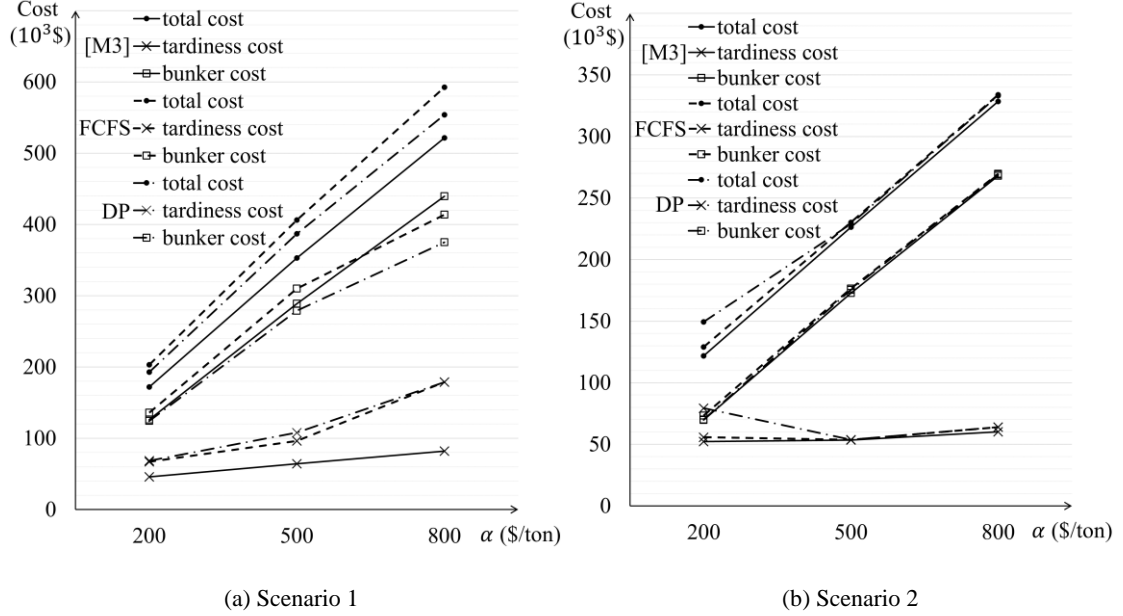 Cost
(10³$)
total cost
[M3] tardiness cost
bunker cost
total cost
FCFS tardiness cost
bunker cost
total cost
DP tardiness cost
bunker cost
600
500
400
300
200
100
0
200 500 800 α ($/ton)
(a) Scenario 1
Cost
(10³$)
total cost
[M3] tardiness cost
bunker cost
total cost
FCFS tardiness cost
bunker cost
total cost
DP tardiness cost
bunker cost
350
300
250
200
150
100
50
0
200 500 800 α ($/ton)
(b) Scenario 2